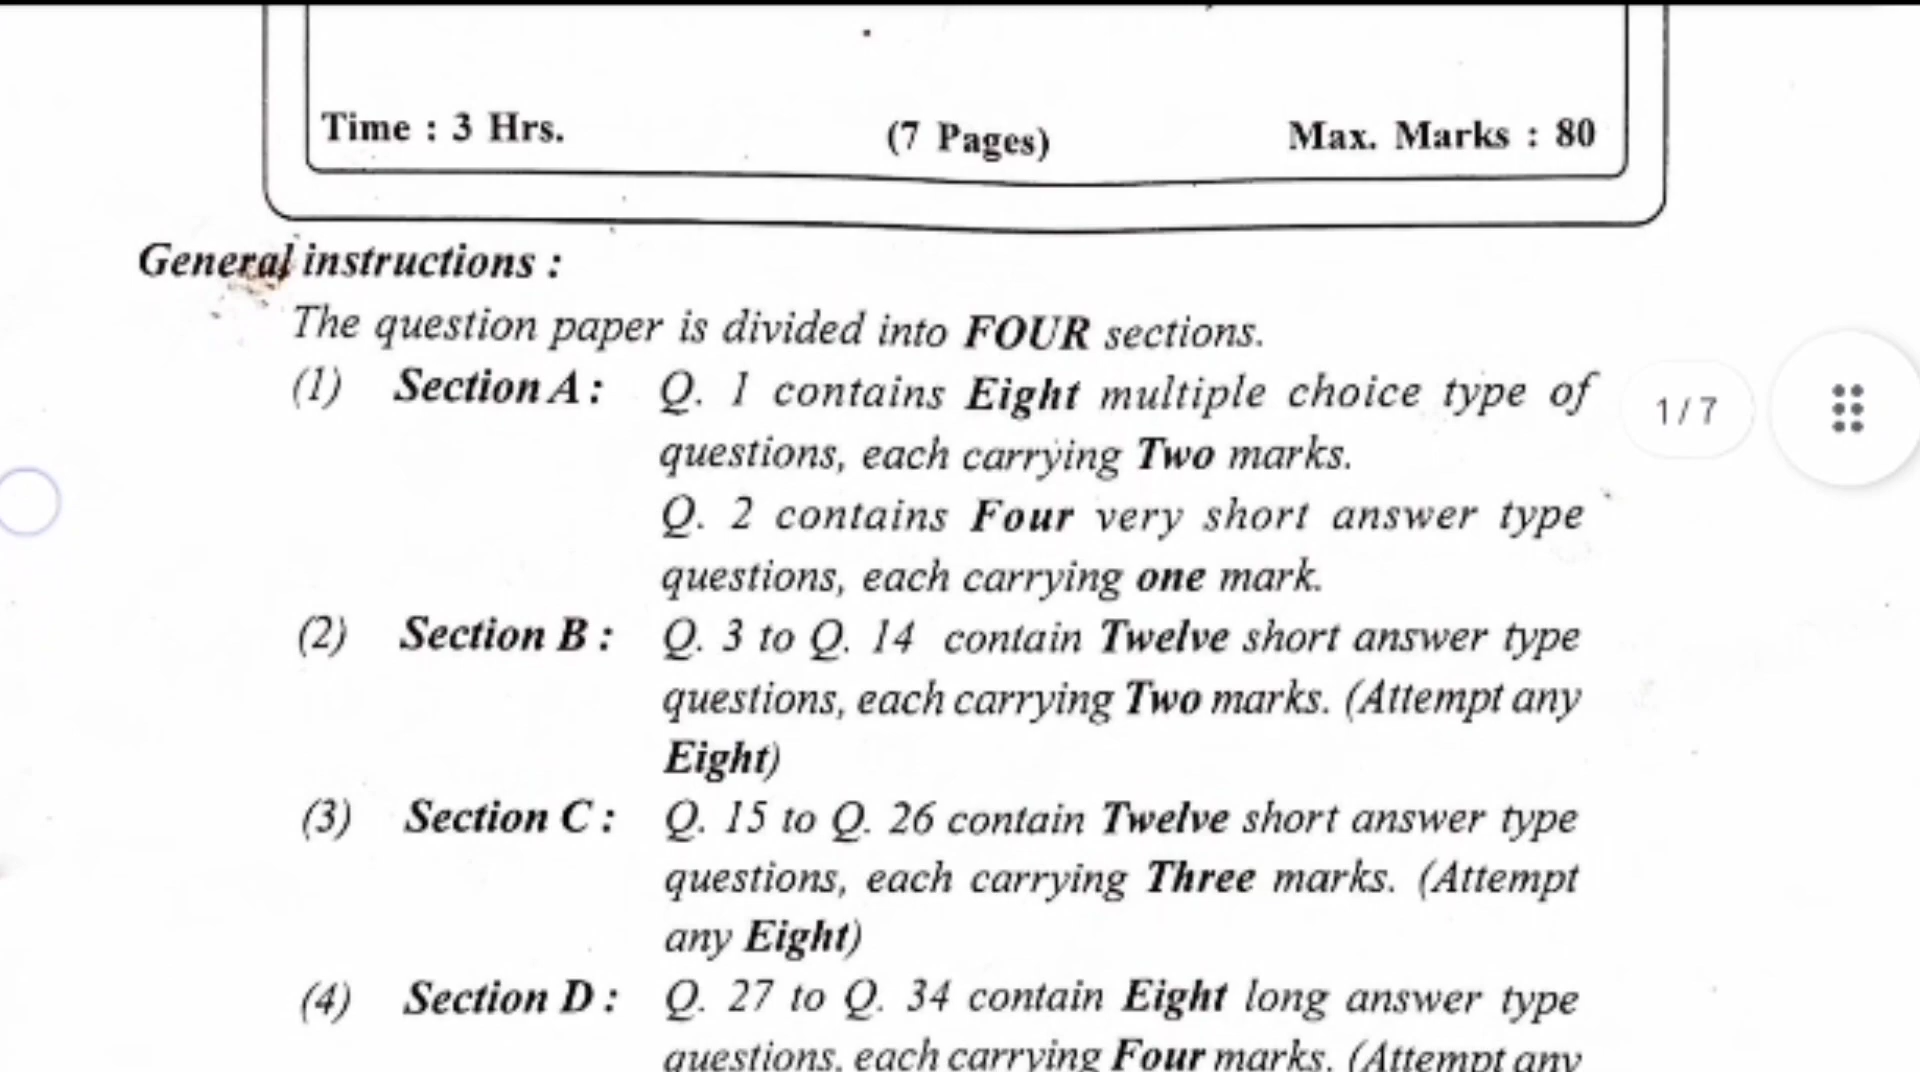 Time : 3 Hrs. (7 Pages) Max. Marks : 80
General instructions :
The question paper is divided into FOUR sections.
(1) Section A : Q. 1 contains Eight multiple choice type of
1 / 7
questions, each carrying Two marks.
Q. 2 contains Four very short answer type
questions, each carrying one mark.
(2) Section B : Q. 3 to Q. 14 contain Twelve short answer type
questions, each carrying Two marks. (Attempt any
Eight)
(3) Section C : Q. 15 to Q. 26 contain Twelve short answer type
questions, each carrying Three marks. (Attempt
any Eight)
(4) Section D : Q. 27 to Q. 34 contain Eight long answer type
questions, each carrying Four marks. (Attempt any